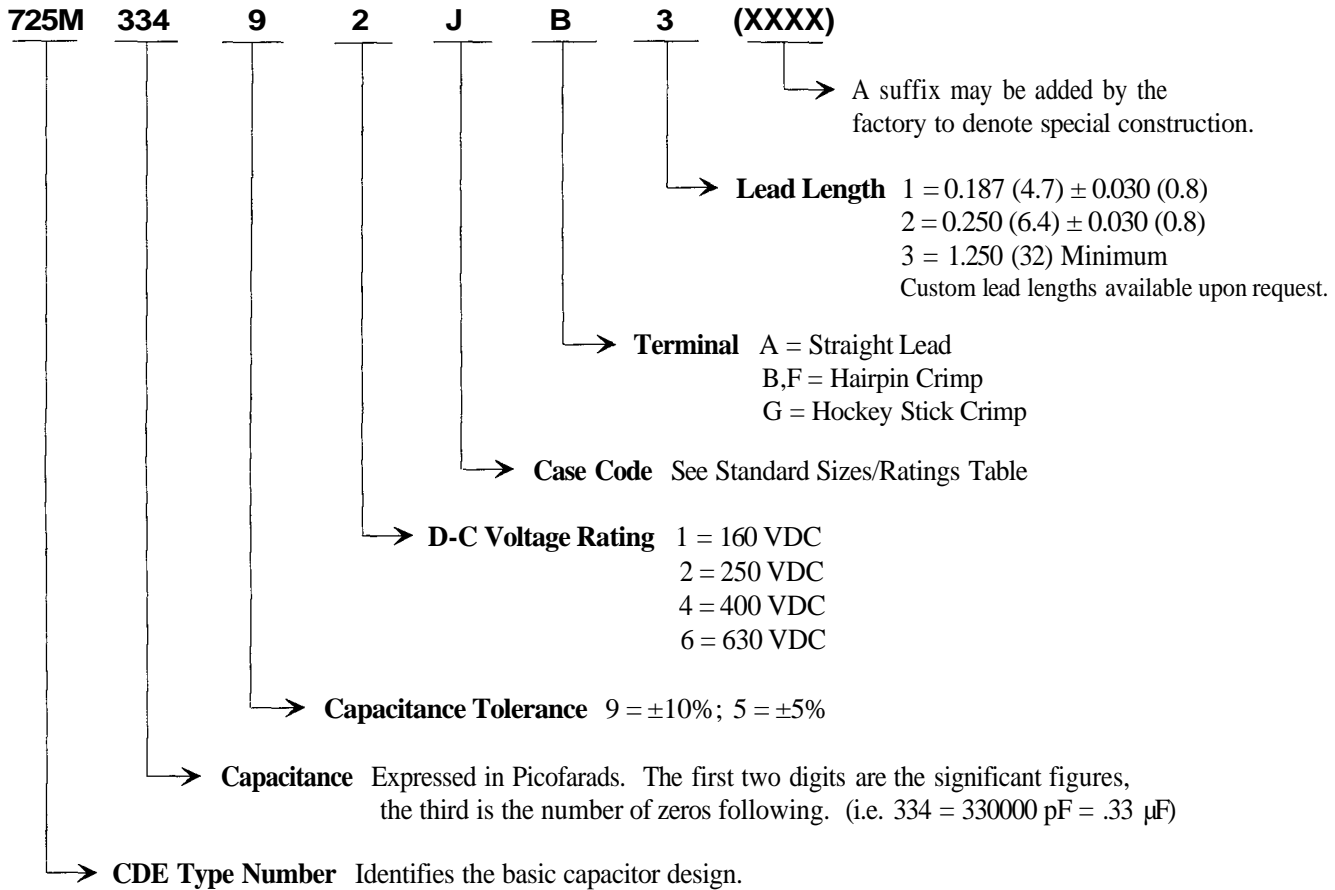 725M 334 9 2 J B 3 (XXXX)
A suffix may be added by the
factory to denote special construction.
Lead Length 1 = 0.187 (4.7) ± 0.030 (0.8)
2 = 0.250 (6.4) ± 0.030 (0.8)
3 = 1.250 (32) Minimum
Custom lead lengths available upon request.
Terminal A = Straight Lead
B,F = Hairpin Crimp
G = Hockey Stick Crimp
Case Code See Standard Sizes/Ratings Table
D-C Voltage Rating 1 = 160 VDC
2 = 250 VDC
4 = 400 VDC
6 = 630 VDC
Capacitance Tolerance 9 = ±10%; 5 = ±5%
Capacitance Expressed in Picofarads. The first two digits are the significant figures,
the third is the number of zeros following. (i.e. 334 = 330000 pF = .33 µF)
CDE Type Number Identifies the basic capacitor design.